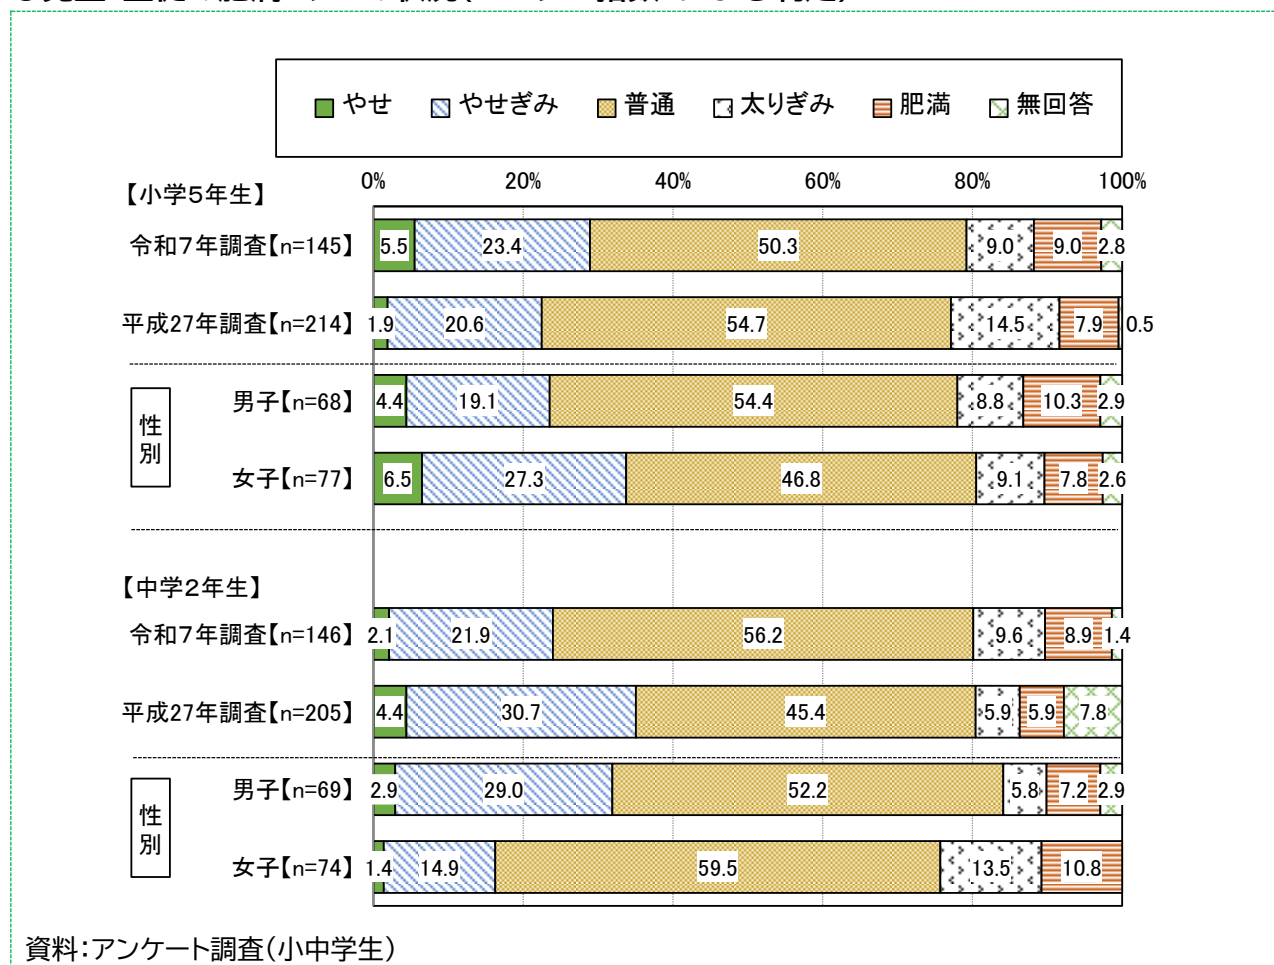 やせ やせぎみ 普通 太りぎみ 肥満 無回答
0% 20% 40% 60% 80% 100%
【小学5年生】
令和7年調査【n=145】 5.5 23.4 50.3 9.0 9.0 2.8
平成27年調査【n=214】 1.9 20.6 54.7 14.5 7.9 0.5
性別
男子【n=68】 4.4 19.1 54.4 8.8 10.3 2.9
女子【n=77】 6.5 27.3 46.8 9.1 7.8 2.6
【中学2年生】
令和7年調査【n=146】 2.1 21.9 56.2 9.6 8.9 1.4
平成27年調査【n=205】 4.4 30.7 45.4 5.9 5.9 7.8
性別
男子【n=69】 2.9 29.0 52.2 5.8 7.2 2.9
女子【n=74】 1.4 14.9 59.5 13.5 10.8
資料:アンケート調査(小中学生)